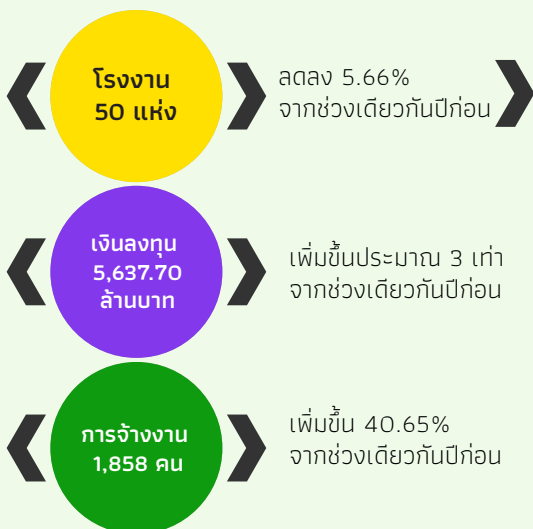 โรงงาน
50 แห่ง
ลดลง 5.66%
จากช่วงเดียวกันปีก่อน
เงินลงทุน
5,637.70
ล้านบาท
เพิ่มขึ้นประมาณ 3 เท่า
จากช่วงเดียวกันปีก่อน
การจ้างงาน
1,858 คน
เพิ่มขึ้น 40.65%
จากช่วงเดียวกันปีก่อน